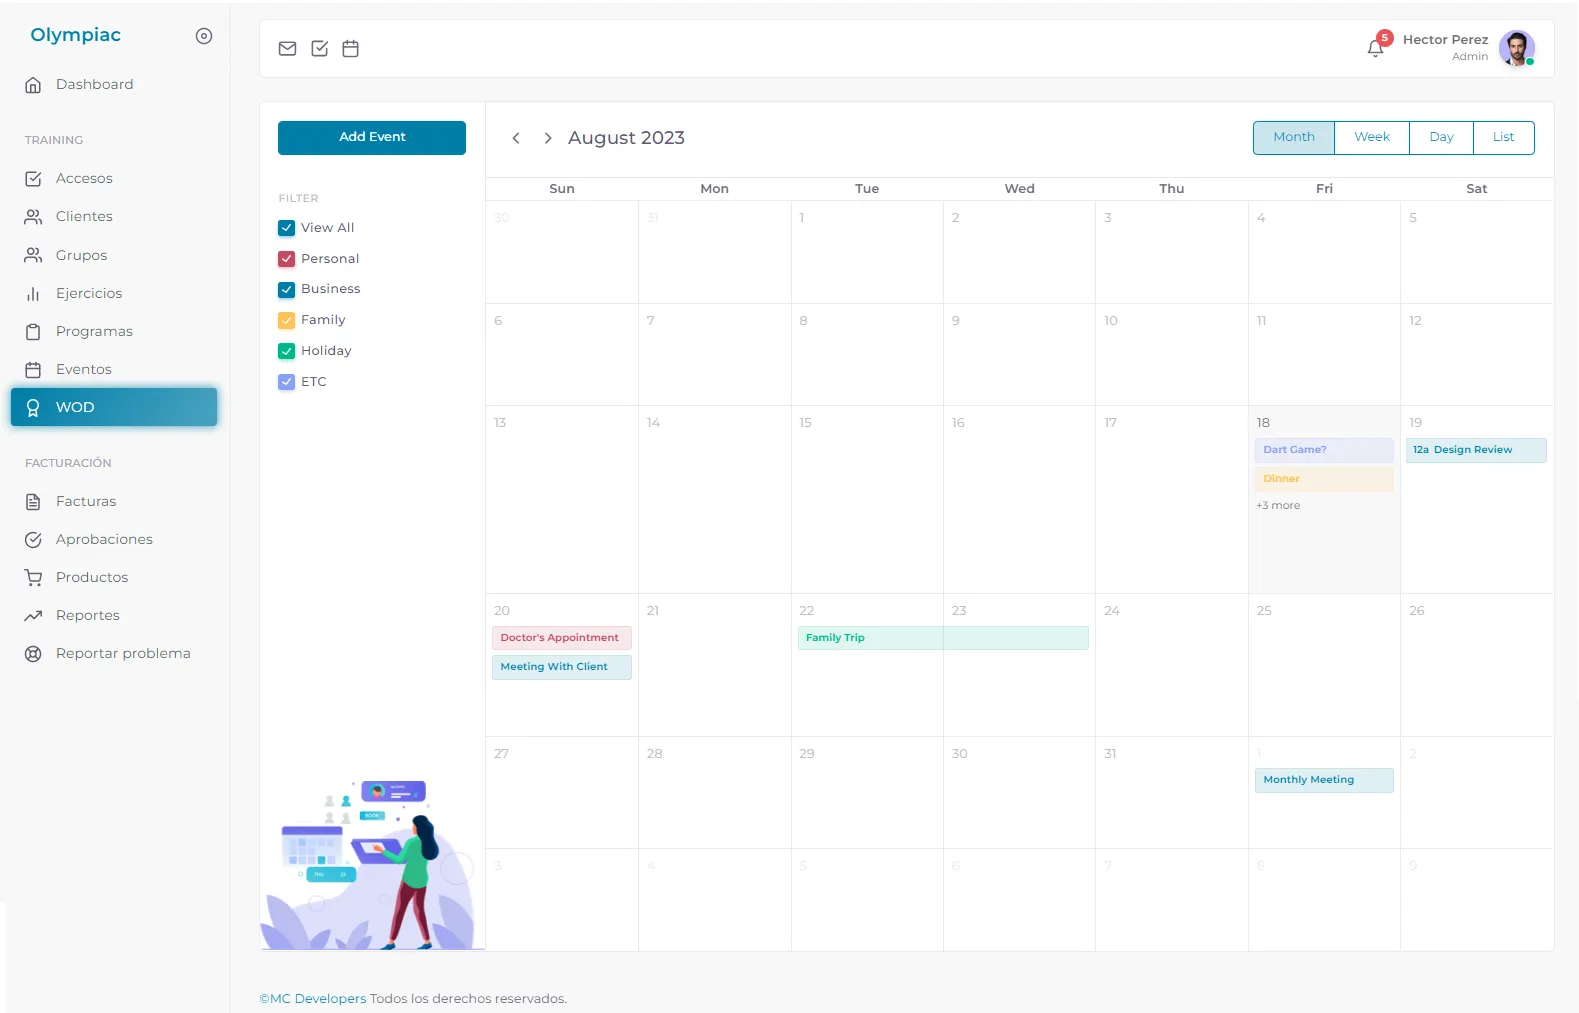 Olympiac
Dashboard
TRAINING
Accesos
Clientes
Grupos
Ejercicios
Programas
Eventos
WOD
FACTURACIÓN
Facturas
Aprobaciones
Productos
Reportes
Reportar problema
5
Hector Perez
Admin
Add Event
FILTER
View All
Personal
Business
Family
Holiday
ETC
August 2023
Month Week Day List
Sun Mon Tue Wed Thu Fri Sat
30 31 1 2 3 4 5
6 7 8 9 10 11 12
13 14 15 16 17 18 19
Dart Game? 12a Design Review
Dinner
+3 more
20 21 22 23 24 25 26
Doctor's Appointment Family Trip
Meeting With Client
27 28 29 30 31 1 2
Monthly Meeting
3 4 5 6 7 8 9
THU 23
©MC Developers Todos los derechos reservados.